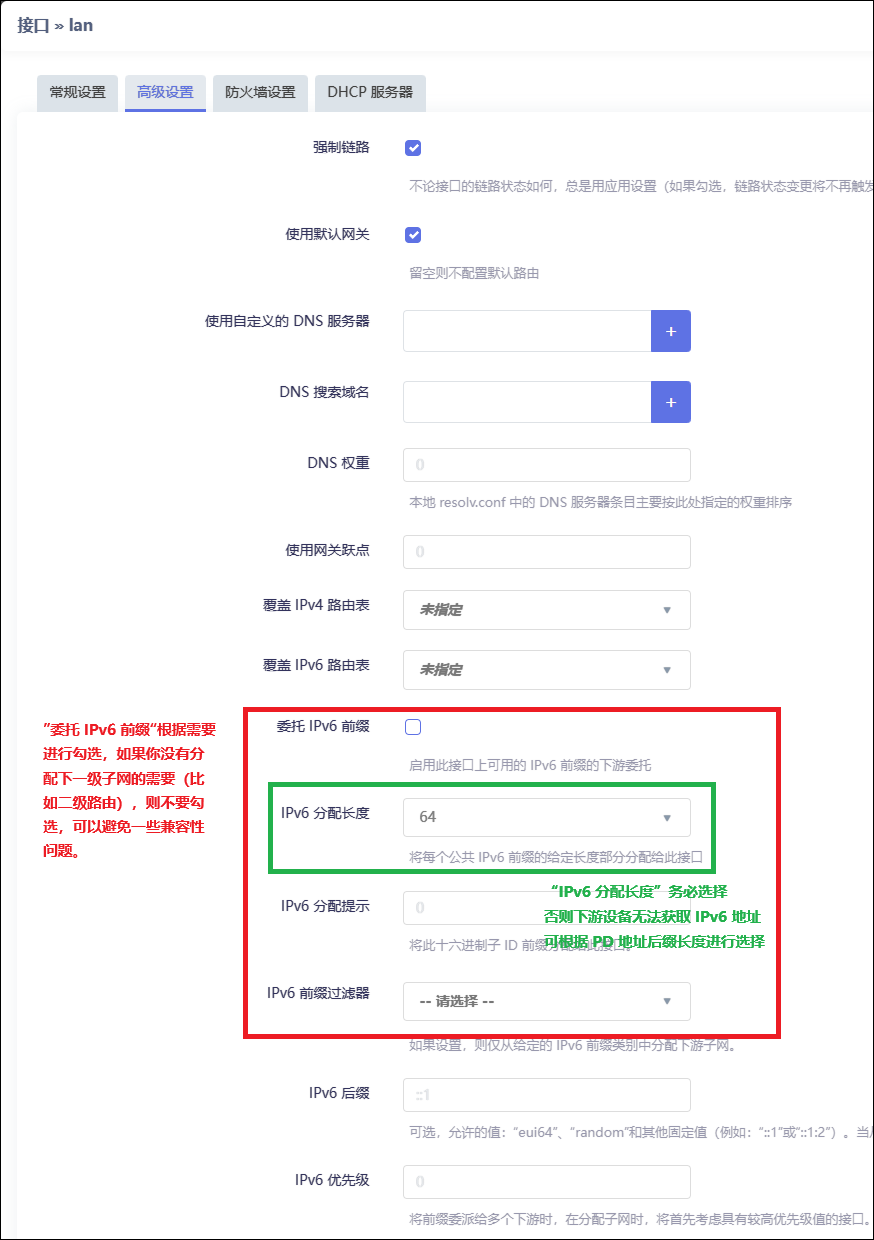 接口 » lan
常规设置
高级设置
防火墙设置
DHCP 服务器
强制链路
不论接口的链路状态如何，总是用应用设置（如果勾选，链路状态变更将不再触发
使用默认网关
留空则不配置默认路由
使用自定义的 DNS 服务器
+
DNS 搜索域名
+
DNS 权重
0
本地 resolv.conf 中的 DNS 服务器条目主要按此处指定的权重排序
使用网关跃点
0
覆盖 IPv4 路由表
未指定
覆盖 IPv6 路由表
未指定
”委托 IPv6 前缀“根据需要
进行勾选，如果你没有分
配下一级子网的需要（比
如二级路由），则不要勾
选，可以避免一些兼容性
问题。
委托 IPv6 前缀
启用此接口上可用的 IPv6 前缀的下游委托
IPv6 分配长度
64
将每个公共 IPv6 前缀的给定长度部分分配给此接口
“IPv6 分配长度”务必选择
否则下游设备无法获取 IPv6 地址
可根据 PD 地址后缀长度进行选择
IPv6 分配提示
0
将此十六进制子 ID 前缀分配给此接口。
IPv6 前缀过滤器
-- 请选择 --
如果设置，则仅从给定的 IPv6 前缀类别中分配下游子网。
IPv6 后缀
::1
可选，允许的值：“eui64”、“random”和其他固定值（例如：“::1”或“::1:2”）。当
IPv6 优先级
0
将前缀委派给多个下游时，在分配子网时，将首先考虑具有较高优先级值的接口。